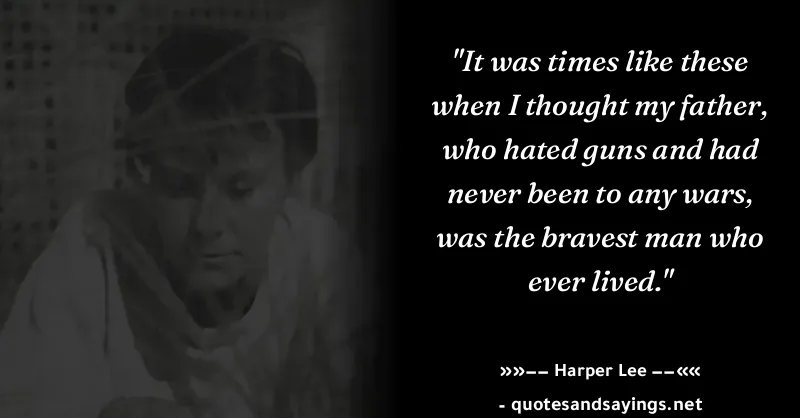 "It was times like these
when I thought my father,
who hated guns and had
never been to any wars,
was the bravest man who
ever lived."
»»–– Harper Lee ––««
- quotesandsayings.net